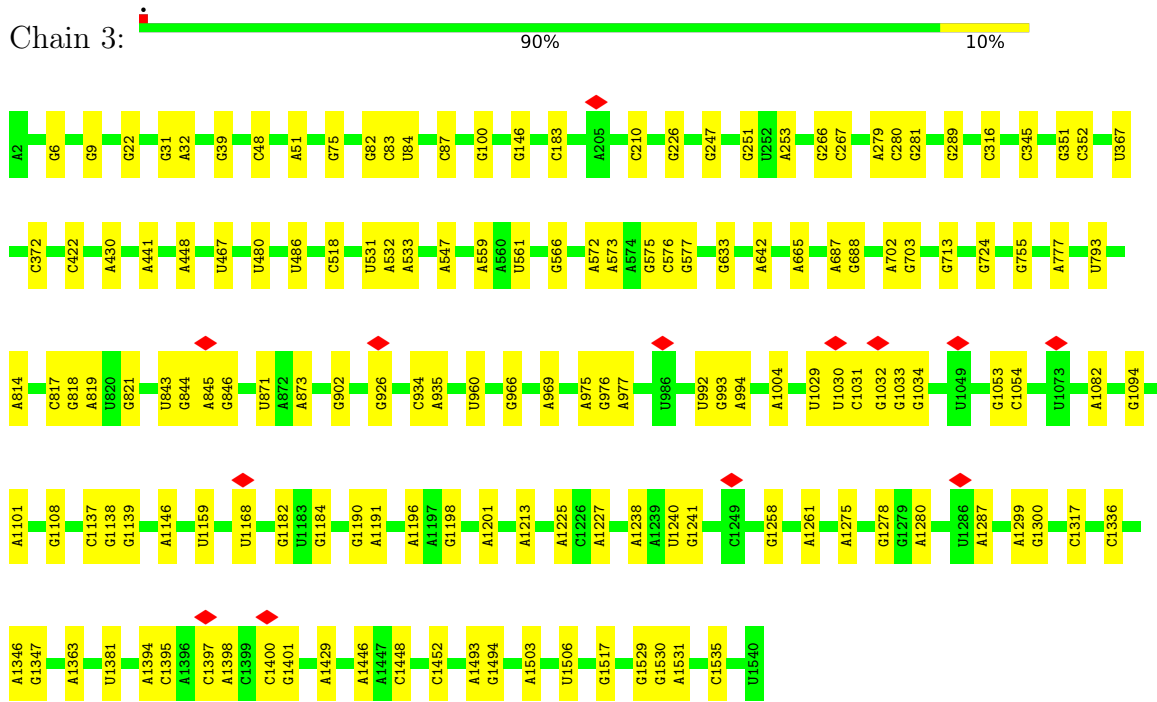 Chain 3:
90% 10%
A2 G6 G9 G22 G31 A32 G39 C48 A51 G75 G82 C83 U84 C87 G100 G146 C183 A205 C210 G226 G247 G251 U252 A253 G266 C267 A279 C280 G281 G289 C316 C345 G351 C352 U367
C372 C422 A430 A441 A448 U467 U480 U486 C518 U531 A532 A533 A547 A559 A560 U561 G566 A572 A573 A574 G575 C576 G577 G633 A642 A665 A687 G688 A702 G703 G713 G724 G755 A777 U793
A814 C817 G818 A819 U820 G821 U843 G844 A845 G846 U871 A872 A873 G902 G926 C934 A935 U960 G966 A969 A975 G976 A977 U986 U992 G993 A994 A1004 U1029 U1030 C1031 G1032 G1033 G1034 U1049 G1053 C1054 U1073 A1082 G1094
A1101 G1108 C1137 G1138 G1139 A1146 U1159 U1168 G1182 U1183 G1184 G1190 A1191 A1196 A1197 G1198 A1201 A1213 A1225 C1226 A1227 A1238 A1239 U1240 G1241 C1249 G1258 A1261 A1275 G1278 G1279 A1280 U1286 A1287 A1299 G1300 C1317 C1336
A1346 G1347 A1363 U1381 A1394 C1395 A1396 C1397 A1398 C1399 C1400 G1401 A1429 A1446 A1447 C1448 C1452 A1493 G1494 A1503 U1506 G1517 G1529 G1530 A1531 C1535 U1540